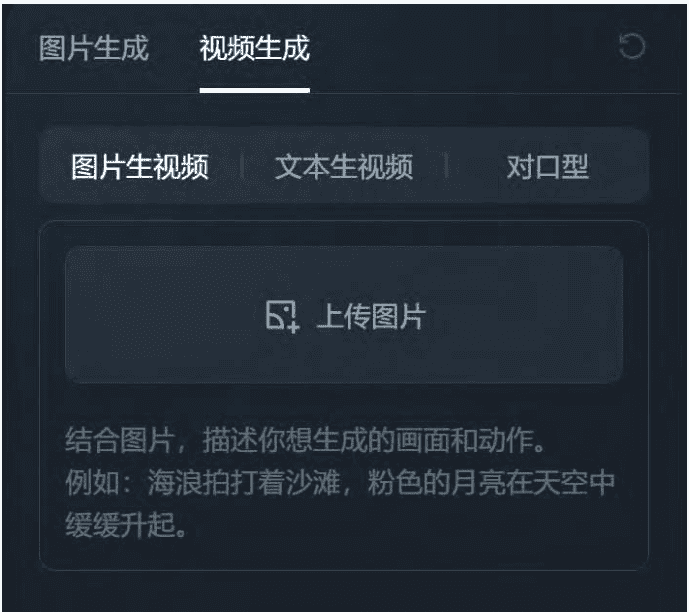 图片生成 视频生成
图片生视频 文本生视频 对口型
上传图片
结合图片，描述你想生成的画面和动作。
例如：海浪拍打着沙滩，粉色的月亮在天空中
缓缓升起。